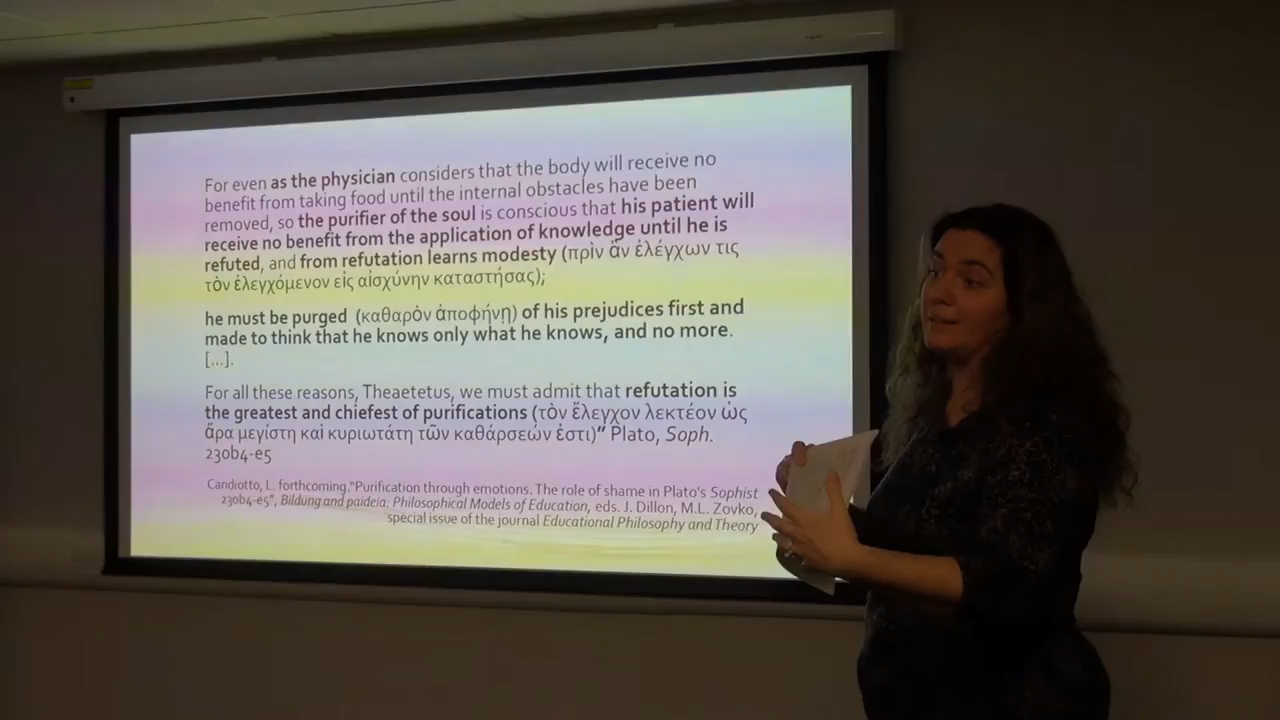 For even as the physician considers that the body will receive no
benefit from taking food until the internal obstacles have been
removed, so the purifier of the soul is conscious that his patient will
receive no benefit from the application of knowledge until he is
refuted, and from refutation learns modesty (πρὶν ἂν ἐλέγχων τις
τὸν ἐλεγχόμενον εἰς αἰσχύνην καταστήσας);
he must be purged (καθαρὸν ἀποφήνῃ) of his prejudices first and
made to think that he knows only what he knows, and no more.
[...].
For all these reasons, Theaetetus, we must admit that refutation is
the greatest and chiefest of purifications (τὸν ἔλεγχον λεκτέον ὡς
ἄρα μεγίστη καὶ κυριωτάτη τῶν καθάρσεών ἐστι)” Plato, Soph.
230b4-e5
Candiotto, L. forthcoming."Purification through emotions. The role of shame in Plato's Sophist
230b4-e5", Bildung and paideia: Philosophical Models of Education, eds. J. Dillon, M.L. Zovko,
special issue of the journal Educational Philosophy and Theory